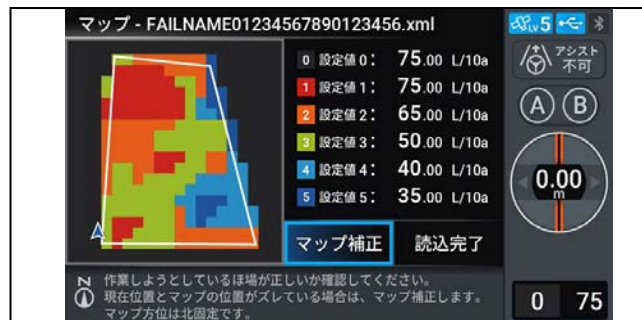 マップ - FAILNAME01234567890123456.xml
LV 5
0 設定値 0： 75.00 L/10a
1 設定値 1： 75.00 L/10a
2 設定値 2： 65.00 L/10a
3 設定値 3： 50.00 L/10a
4 設定値 4： 40.00 L/10a
5 設定値 5： 35.00 L/10a
マップ補正 読込完了
アシスト
不可
A B
0.00
m
N
作業しようとしているほ場が正しいか確認してください。
現在位置とマップの位置がズレている場合は、マップ補正します。
マップ方位は北固定です。
0 75